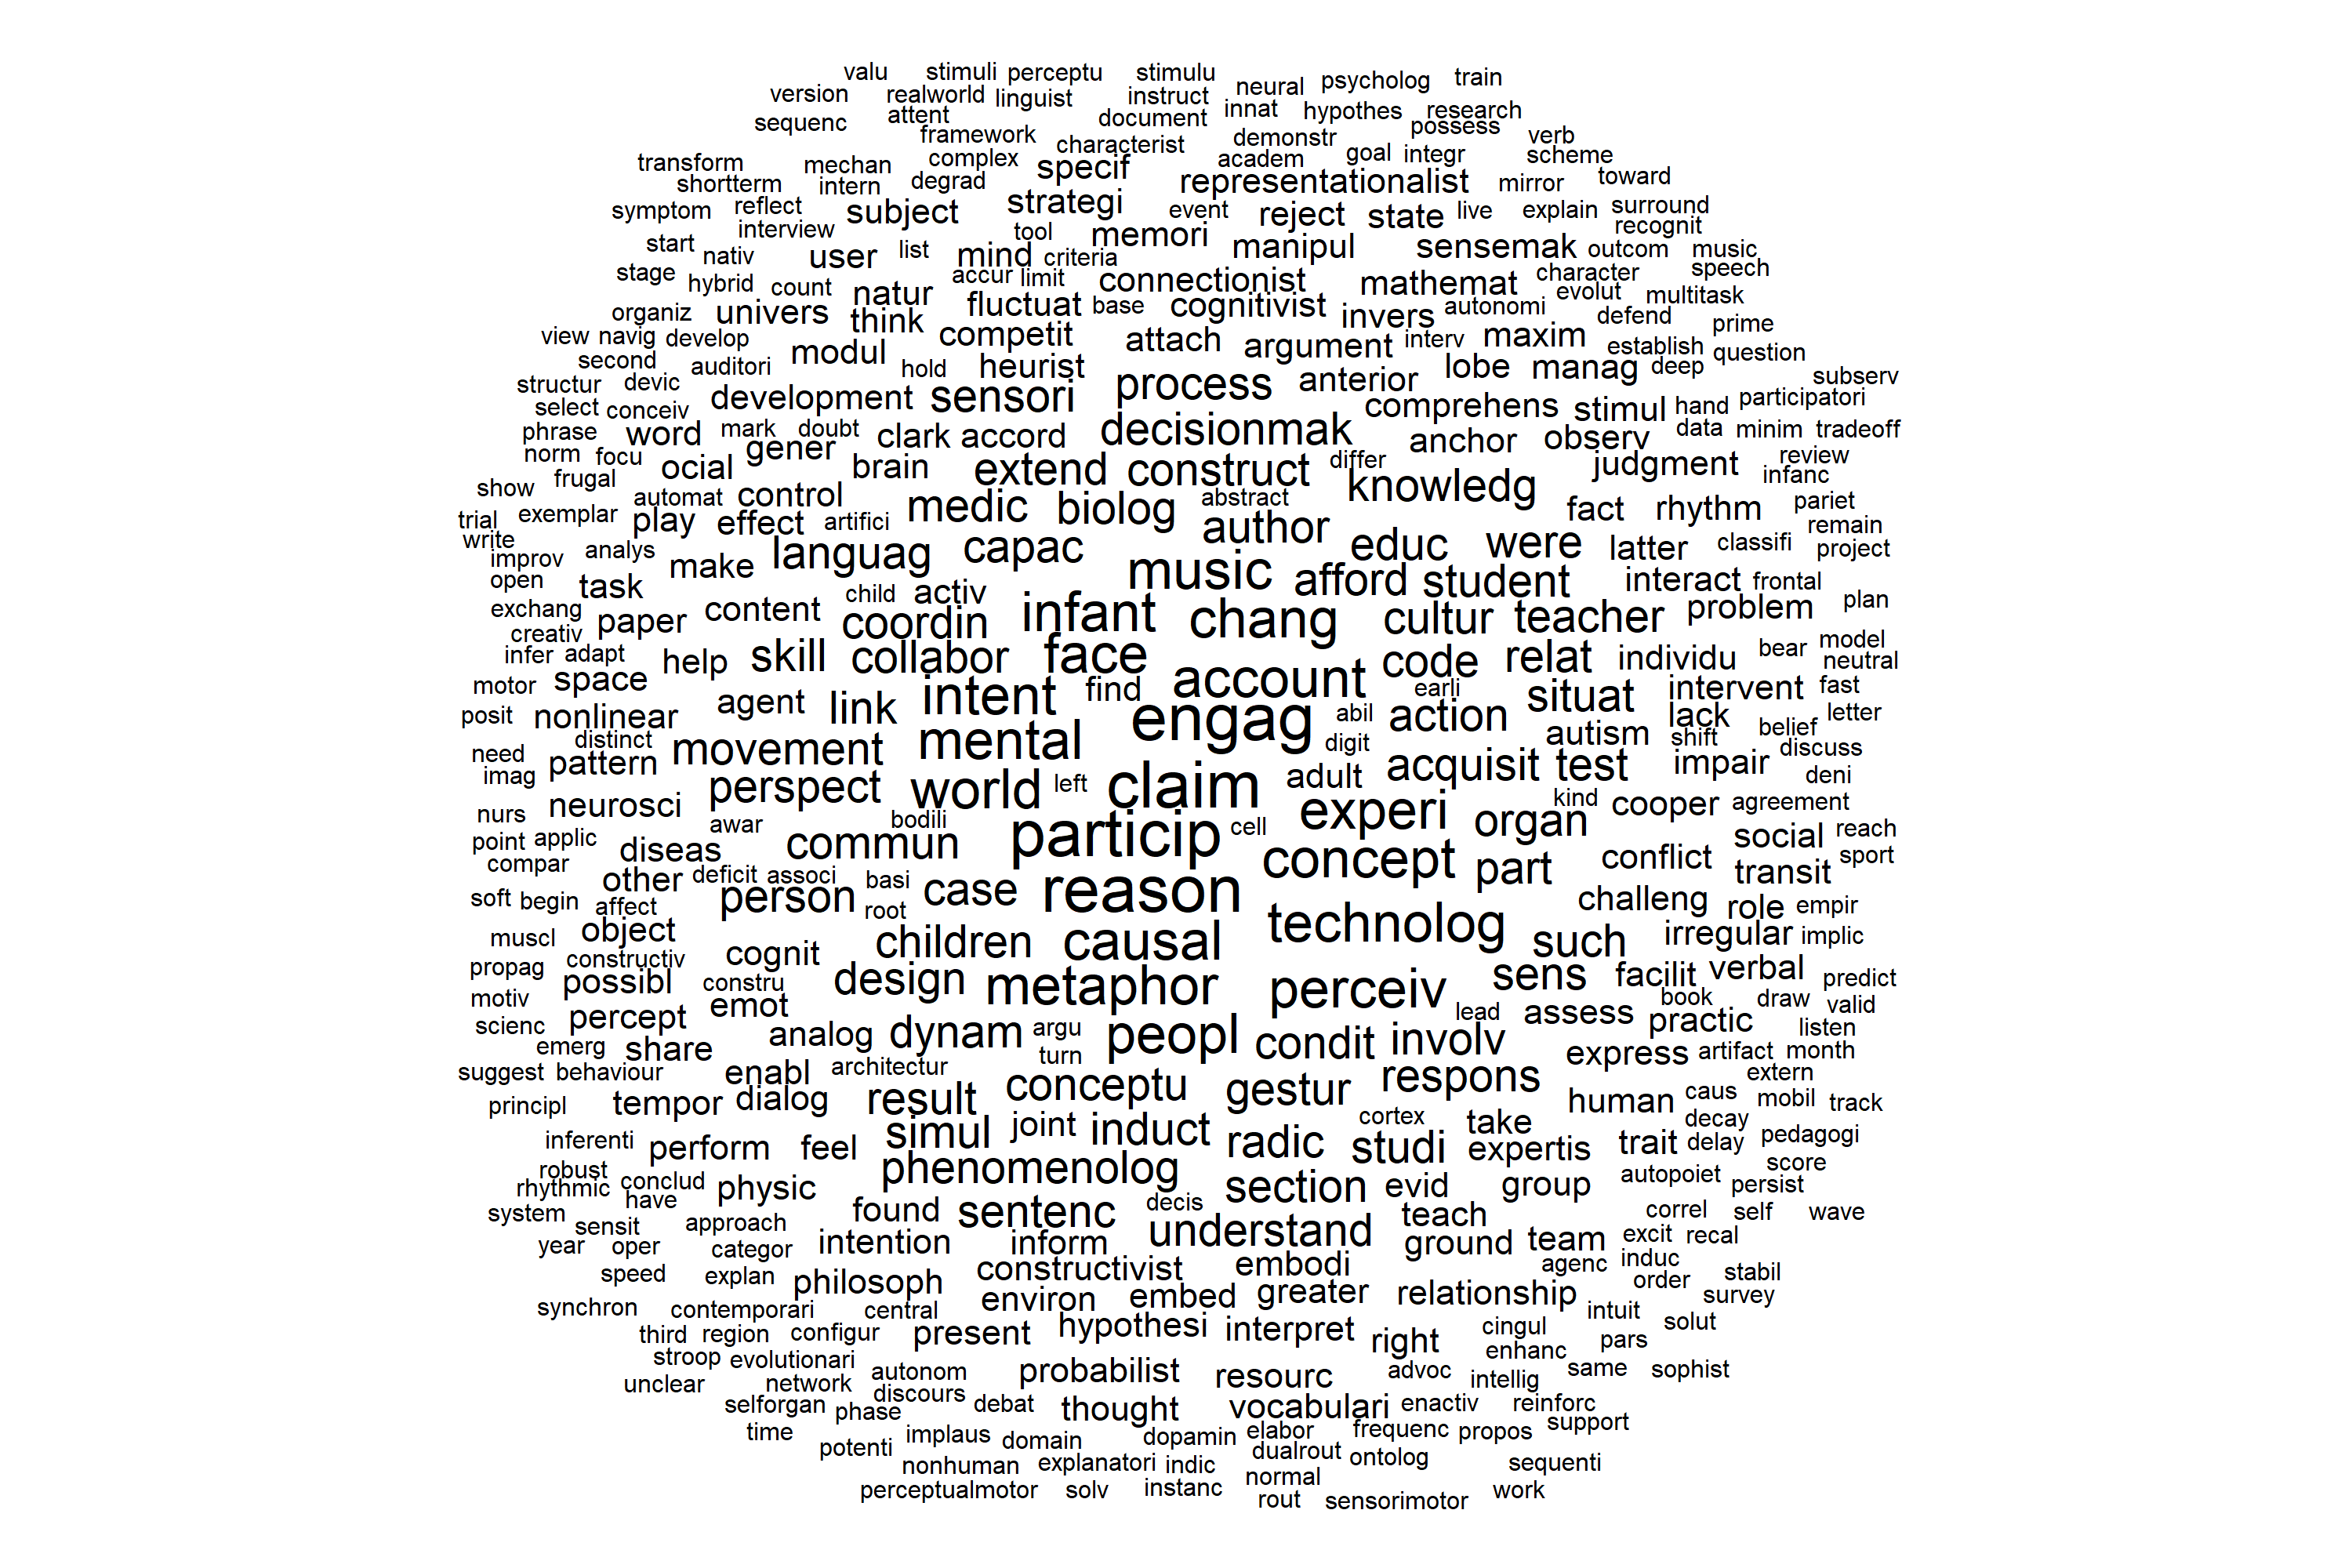 valu stimuli perceptu stimulu neural psycholog train
version realworld linguist instruct innat hypothes research
sequenc attent framework document characterist demonstr possess verb
transform mechan complex specif academ goal integr scheme
shortterm intern degrad representationalist mirror toward
symptom reflect subject strategi event reject state live explain surround
interview tool memori manipul sensemak recognit
start nativ user list mind criteria outcom music
stage hybrid count accur limit connectionist mathemat character speech
natur fluctuat base cognitivist invers autonomi evolut multitask
organiz univers think competit attach argument interv maxim defend prime
view navig develop modul hold heurist establish question
second auditori process anterior lobe manag deep
structur devic development sensori comprehens stimul hand participatori subserv
select conceiv word mark doubt clark accord decisionmak anchor observ data minim tradeoff
phrase gener
norm focu ocial brain extend construct differ judgment review
show frugal automat control medic biolog abstract knowledg infanc
trial exemplar play effect artifici author fact rhythm pariet
write analys languag capac educ were latter classifi remain
improv make project
open task music afford student interact frontal
exchang paper content child activ infant chang cultur teacher problem plan
creativ coordin
infer adapt help skill collabor face code relat individu bear model
motor space agent link intent find account earli situat intervent fast neutral
posit nonlinear engag abil action lack belief letter
need distinct movement mental digit autism shift discuss
imag pattern perspect world left claim adult acquisit test impair deni
nurs neurosci awar bodili experi kind cooper agreement
point applic diseas commun particip cell organ social reach
compar other deficit associ basi case concept part conflict transit sport
soft begin affect person root reason challeng role empir
muscl object children causal technolog such irregular implic
propag constructiv cognit design metaphor perceiv sens facilit verbal predict
motiv possibl constru emot lead assess book draw valid
scienc percept analog dynam argu peopl condit involv practic listen
emerg share turn express artifact month
suggest behaviour enabl architectur conceptu gestur respons extern
principl tempor dialog result human caus mobil track
simul joint induct radic cortex take decay
inferenti perform feel studi expertis trait delay pedagogi
robust phenomenolog score
rhythmic conclud physic section evid group autopoiet persist
have
system sensit approach found sentenc decis teach correl self wave
year oper categor intention inform understand ground team excit recal
speed explan philosoph constructivist embodi agenc induc order stabil
synchron contemporari central environ embed greater relationship intuit survey
third region configur present hypothesi interpret right cingul pars solut
stroop evolutionari autonom probabilist resourc advoc enhanc same sophist
unclear network discours intellig
selforgan phase debat thought vocabulari enactiv reinforc
time potenti implaus domain dopamin elabor frequenc propos support
nonhuman explanatori indic dualrout ontolog sequenti
perceptualmotor solv instanc normal rout sensorimotor work